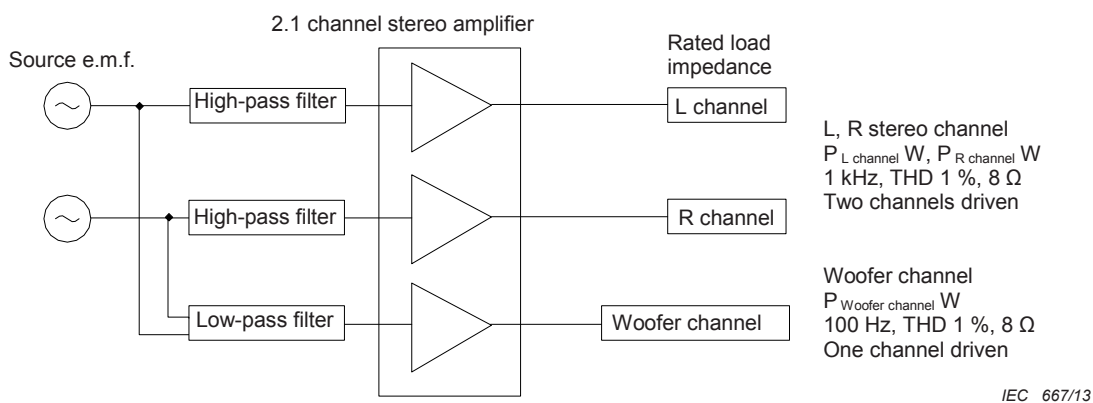 2.1 channel stereo amplifier
Source e.m.f.
Rated load
impedance
High-pass filter
L channel
L, R stereo channel
P L channel W, P R channel W
1 kHz, THD 1 %, 8 Ω
Two channels driven
High-pass filter
R channel
Low-pass filter
Woofer channel
Woofer channel
P Woofer channel W
100 Hz, THD 1 %, 8 Ω
One channel driven
IEC 667/13